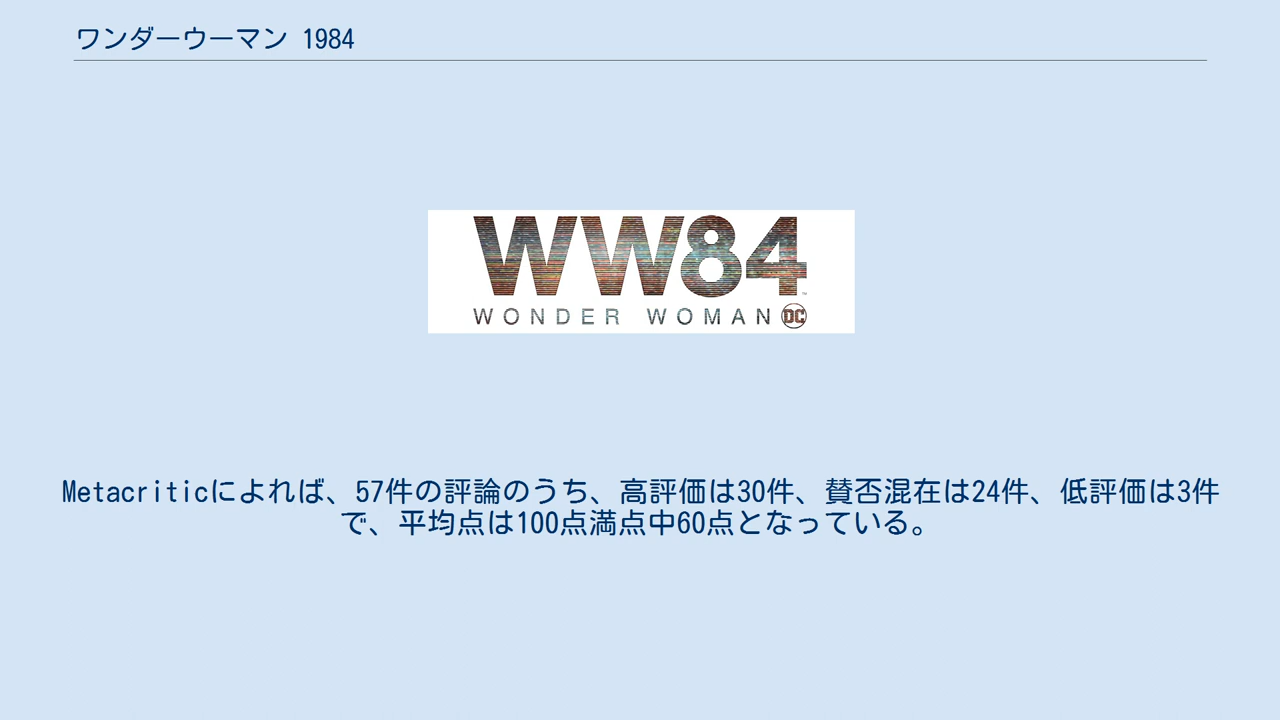 ワンダーウーマン 1984
WW84
WONDER WOMAN DC
Metacriticによれば、57件の評論のうち、高評価は30件、賛否混在は24件、低評価は3件
で、平均点は100点満点中60点となっている。